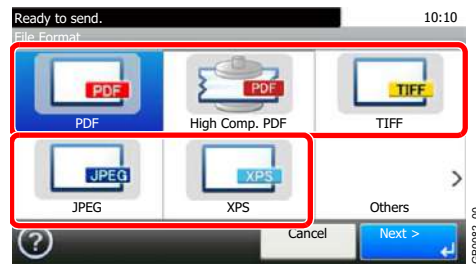 Ready to send. 10:10
File Format
PDF PDF TIFF
PDF High Comp. PDF TIFF
JPEG XPS >
JPEG XPS Others
? Cancel Next >
GB0082_00